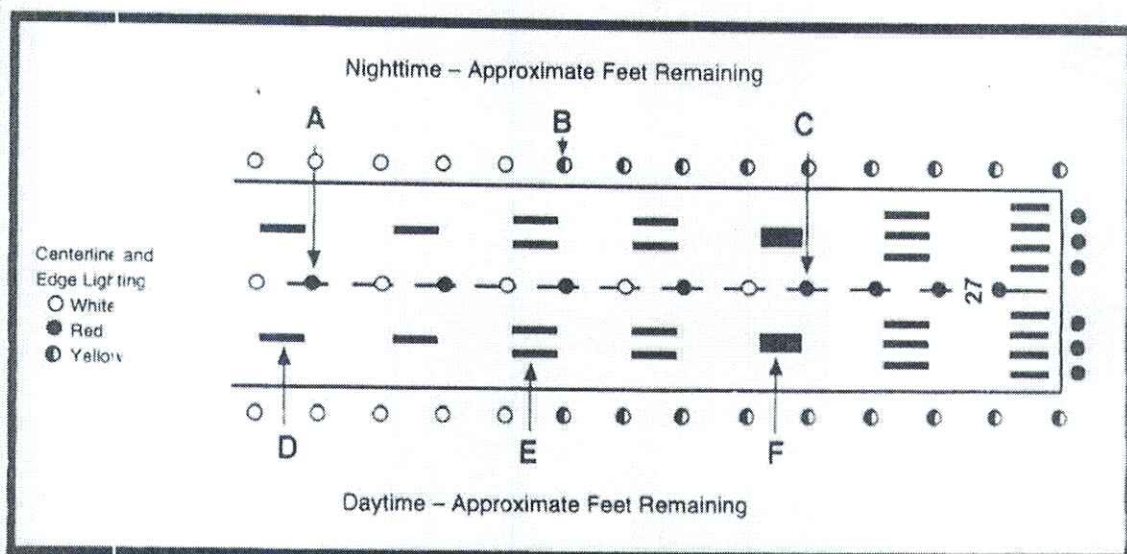 Nighttime – Approximate Feet Remaining
A
B
C
Centerline and
Edge Lighting
White
Red
Yellow
27
D
E
F
Daytime – Approximate Feet Remaining